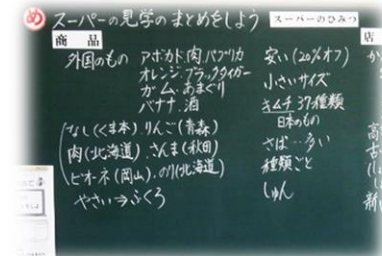 め スーパーの見学のまとめをしよう スーパーのひみつ
商品 店
外国のもの アボカド、肉、パプリカ 安い(20%オフ)
オレンジ、ブラックタイガー 小さいサイズ
ガム、あまぐり キムチ 37種類
バナナ、酒 日本のもの
なし(くま本)、りんご(青森) さば…多い
肉(北海道)、さんま(秋田) 種類ごと
ピオーネ(岡山)、のり(北海道) しゅん
やさい⇒ふくろ